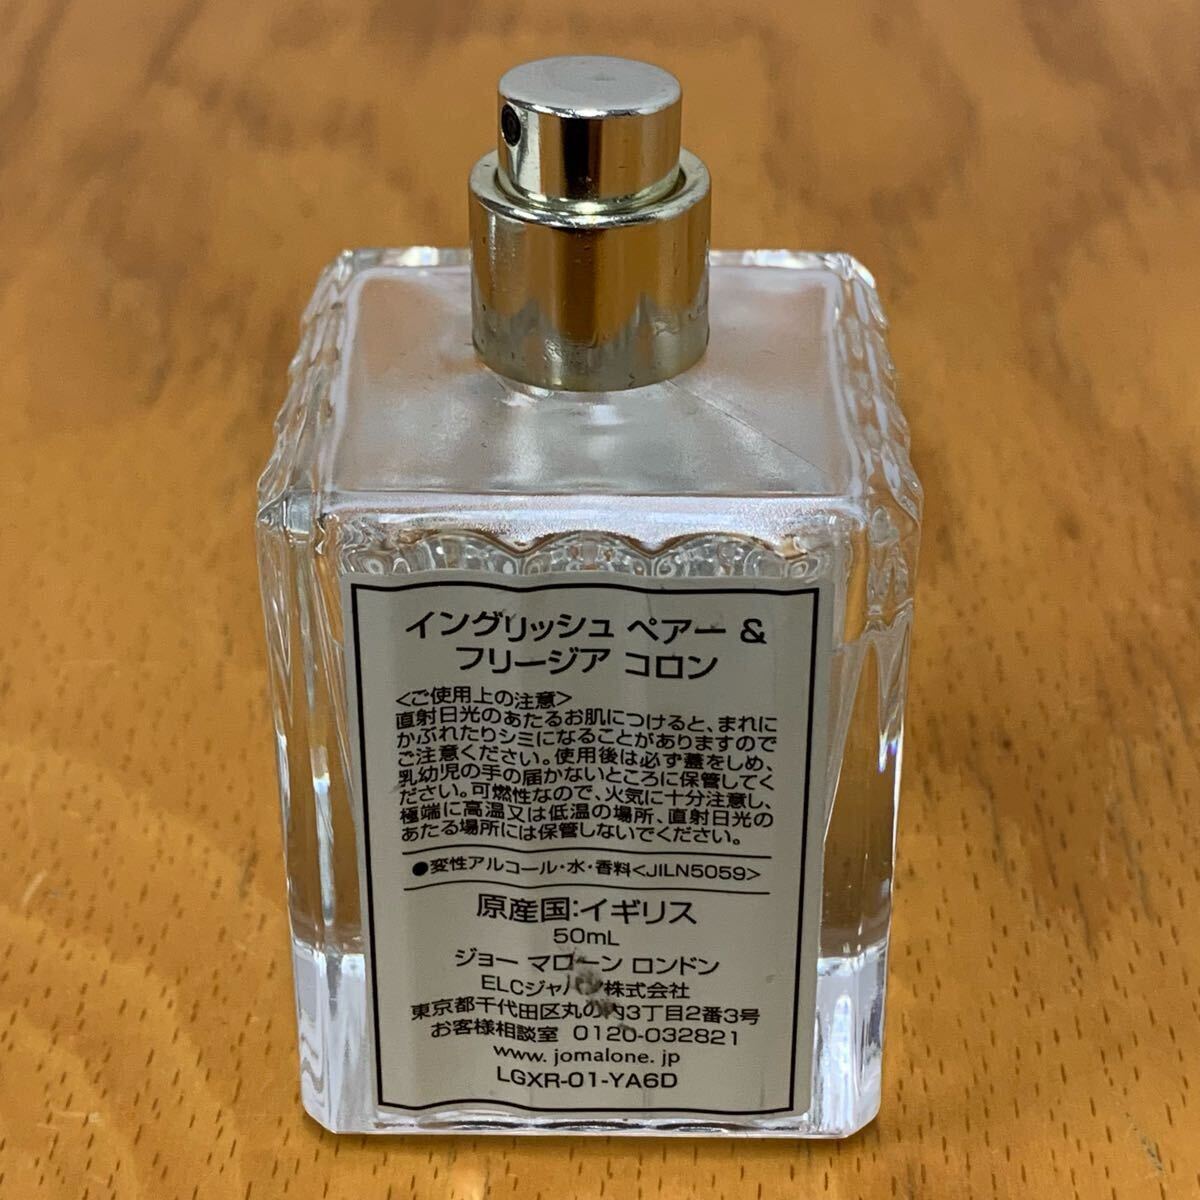 イングリッシュ ペアー &
フリージア コロン
<ご使用上の注意>
直射日光のあたるお肌につけると、まれに
かぶれたりシミになることがありますので
ご注意ください。使用後は必ず蓋をしめ、
乳幼児の手の届かないところに保管してく
ださい。可燃性なので、火気に十分注意し、
極端に高温又は低温の場所、直射日光の
あたる場所には保管しないでください。
●変性アルコール・水・香料<JILN5059>
原産国:イギリス
50mL
ジョー マローン ロンドン
ELCジャパン株式会社
東京都千代田区丸の内3丁目2番3号
お客様相談室 0120-032821
www.jomalone.jp
LGXR-01-YA6D